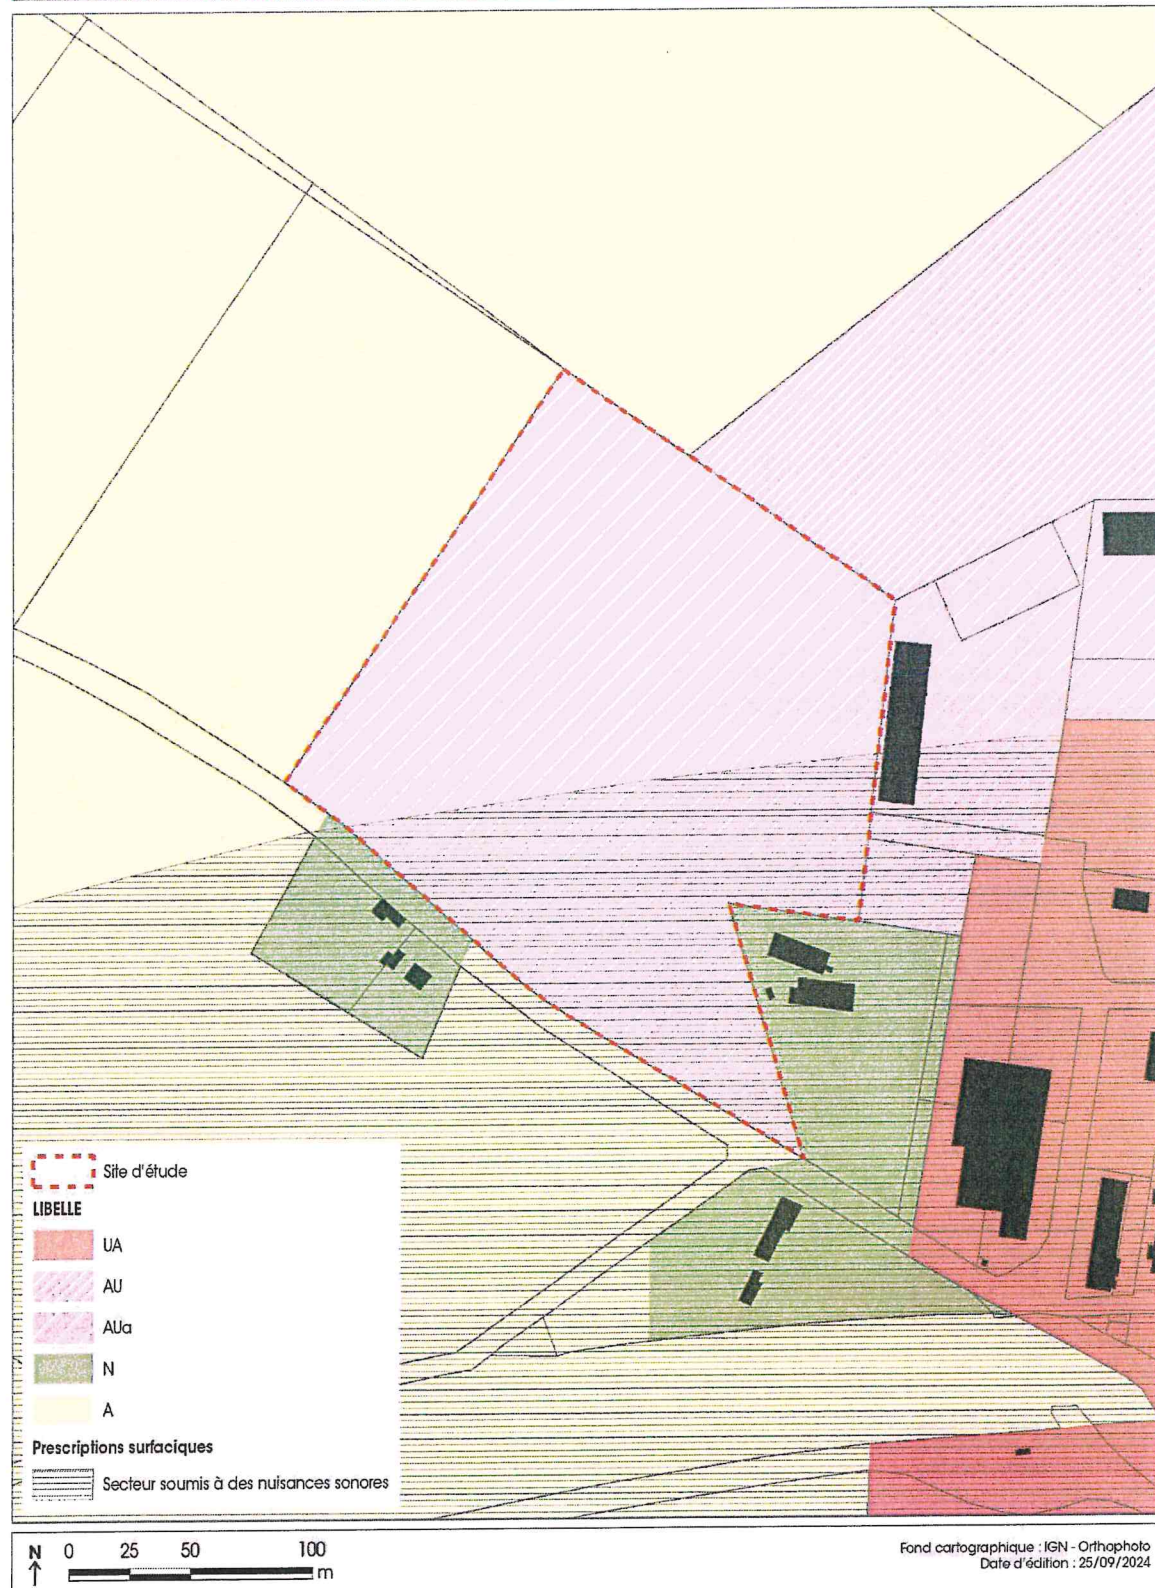 Site d'étude
LIBELLE
UA
AU
AUa
N
A
Prescriptions surfaciques
Secteur soumis à des nuisances sonores
N 0 25 50 100
m
Fond cartographique : IGN - Orthophoto
Date d'édition : 25/09/2024